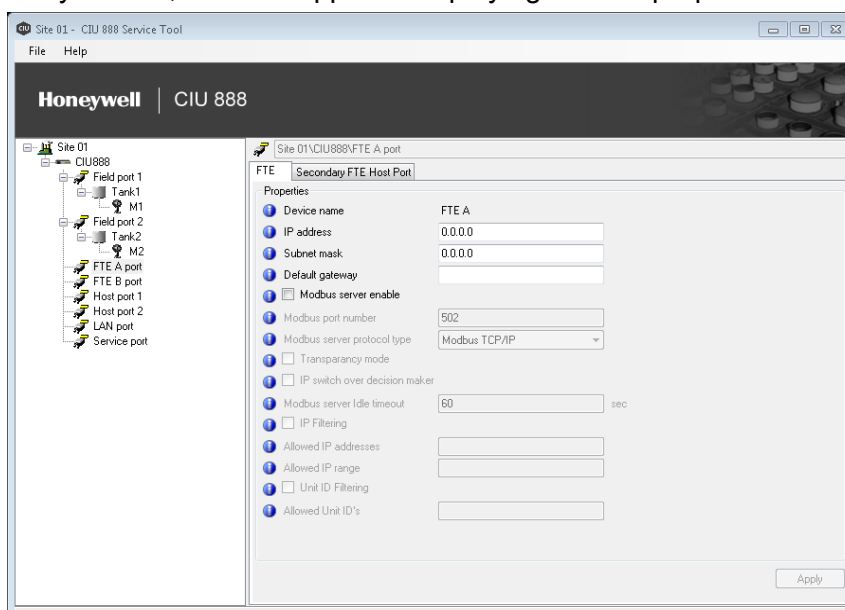 Site 01 - CIU 888 Service Tool
File Help
Honeywell | CIU 888
Site 01
CIU888
Field port 1
Tank1
M1
Field port 2
Tank2
M2
FTE A port
FTE B port
Host port 1
Host port 2
LAN port
Service port
Site 01\CIU888\FTE A port
FTE Secondary FTE Host Port
Properties
Device name FTE A
IP address 0.0.0.0
Subnet mask 0.0.0.0
Default gateway
Modbus server enable
Modbus port number 502
Modbus server protocol type Modbus TCP/IP
Transparancy mode
IP switch over decision maker
Modbus server Idle timeout 60 sec
IP Filtering
Allowed IP addresses
Allowed IP range
Unit ID Filtering
Allowed Unit ID's
Apply